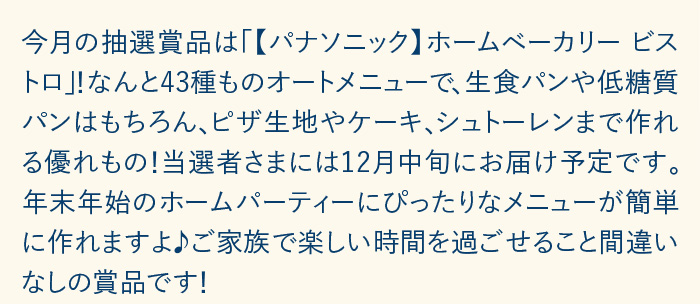 今月の抽選賞品は「【パナソニック】ホームベーカリー ビス
トロ」!なんと43種ものオートメニューで、生食パンや低糖質
パンはもちろん、ピザ生地やケーキ、シュトーレンまで作れ
る優れもの!当選者さまには12月中旬にお届け予定です。
年末年始のホームパーティーにぴったりなメニューが簡単
に作れますよ♪ご家族で楽しい時間を過ごせること間違い
なしの賞品です!